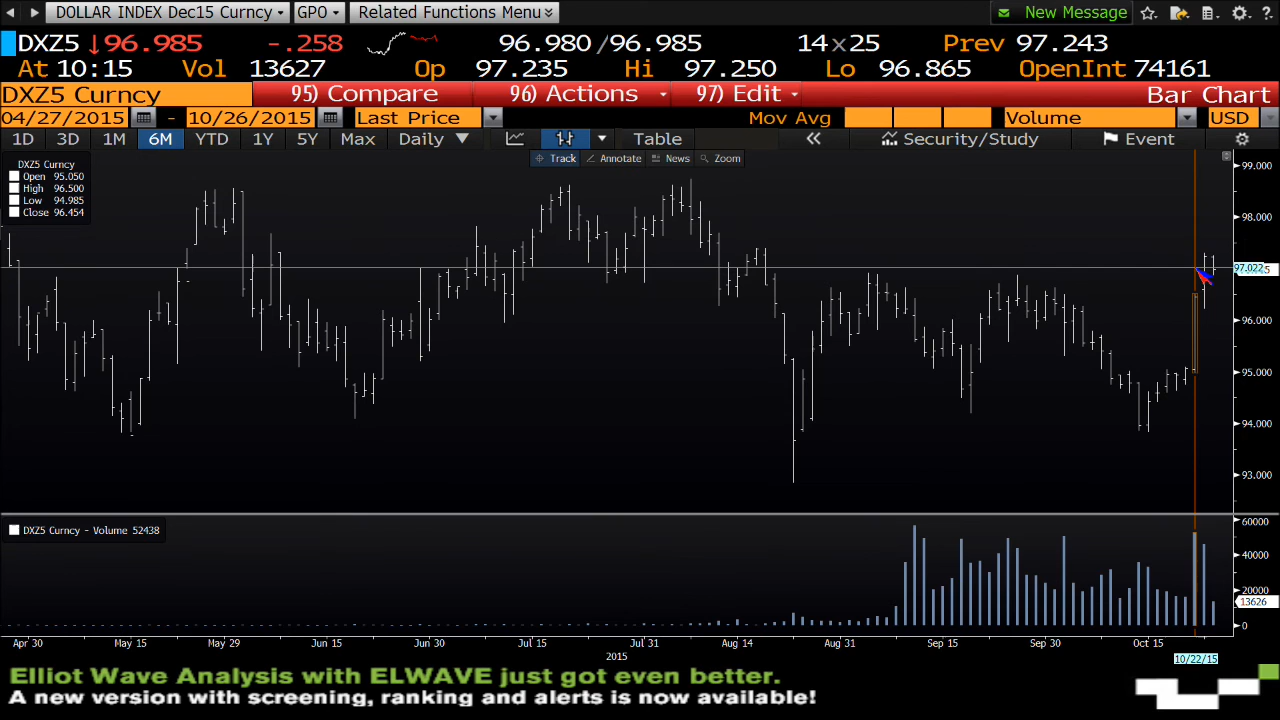 DOLLAR INDEX Dec15 Curncy GPO Related Functions Menu New Message
DXZ5 ↓96.985 -.258 96.980/96.985 14x25 Prev 97.243
At 10:15 Vol 13627 Op 97.235 Hi 97.250 Lo 96.865 OpenInt 74161
DXZ5 Curncy 95) Compare 96) Actions 97) Edit Bar Chart
04/27/2015 - 10/26/2015 Last Price Mov Avg Volume USD
1D 3D 1M 6M YTD 1Y 5Y Max Daily ▼ Table « Security/Study Event
Track Annotate News Zoom
DXZ5 Curncy
Open 95.050
High 96.500
Low 94.985
Close 96.454
99.000
98.000
97.022
96.000
95.000
94.000
93.000
DXZ5 Curncy - Volume 52438
60000
40000
20000
13626
0
Apr 30 May 15 May 29 Jun 15 Jun 30 Jul 15 Jul 31 Aug 14 Aug 31 Sep 15 Sep 30 Oct 15
2015
10/22/15
Elliot Wave Analysis with ELWAVE just got even better.
A new version with screening, ranking and alerts is now available!